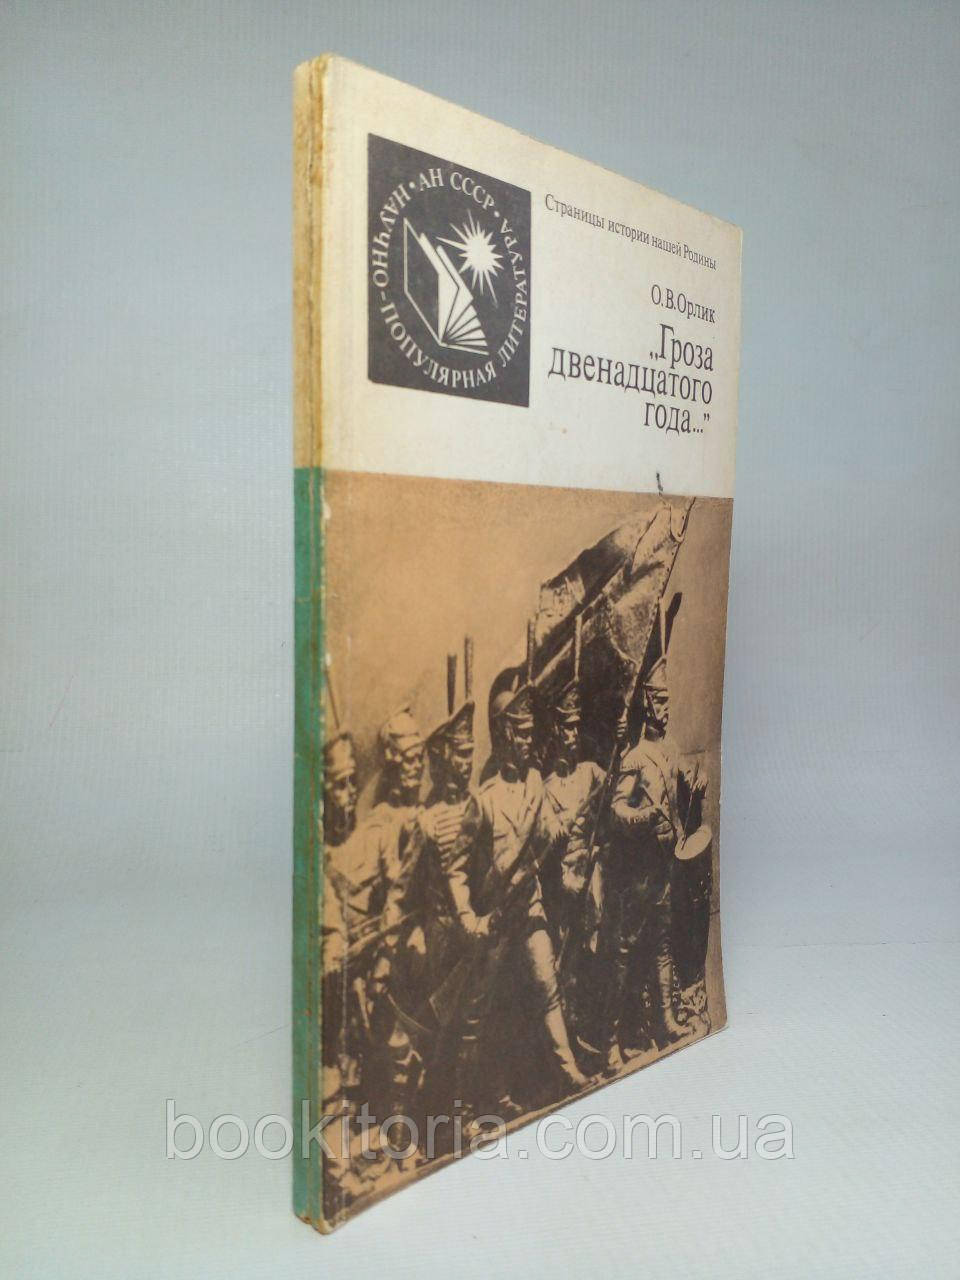 АН СССР • НАУЧНО-ПОПУЛЯРНАЯ ЛИТЕРАТУРА •
Страницы истории нашей Родины
О.В.Орлик
„Гроза
двенадцатого
года...”
bookitoria.com.ua